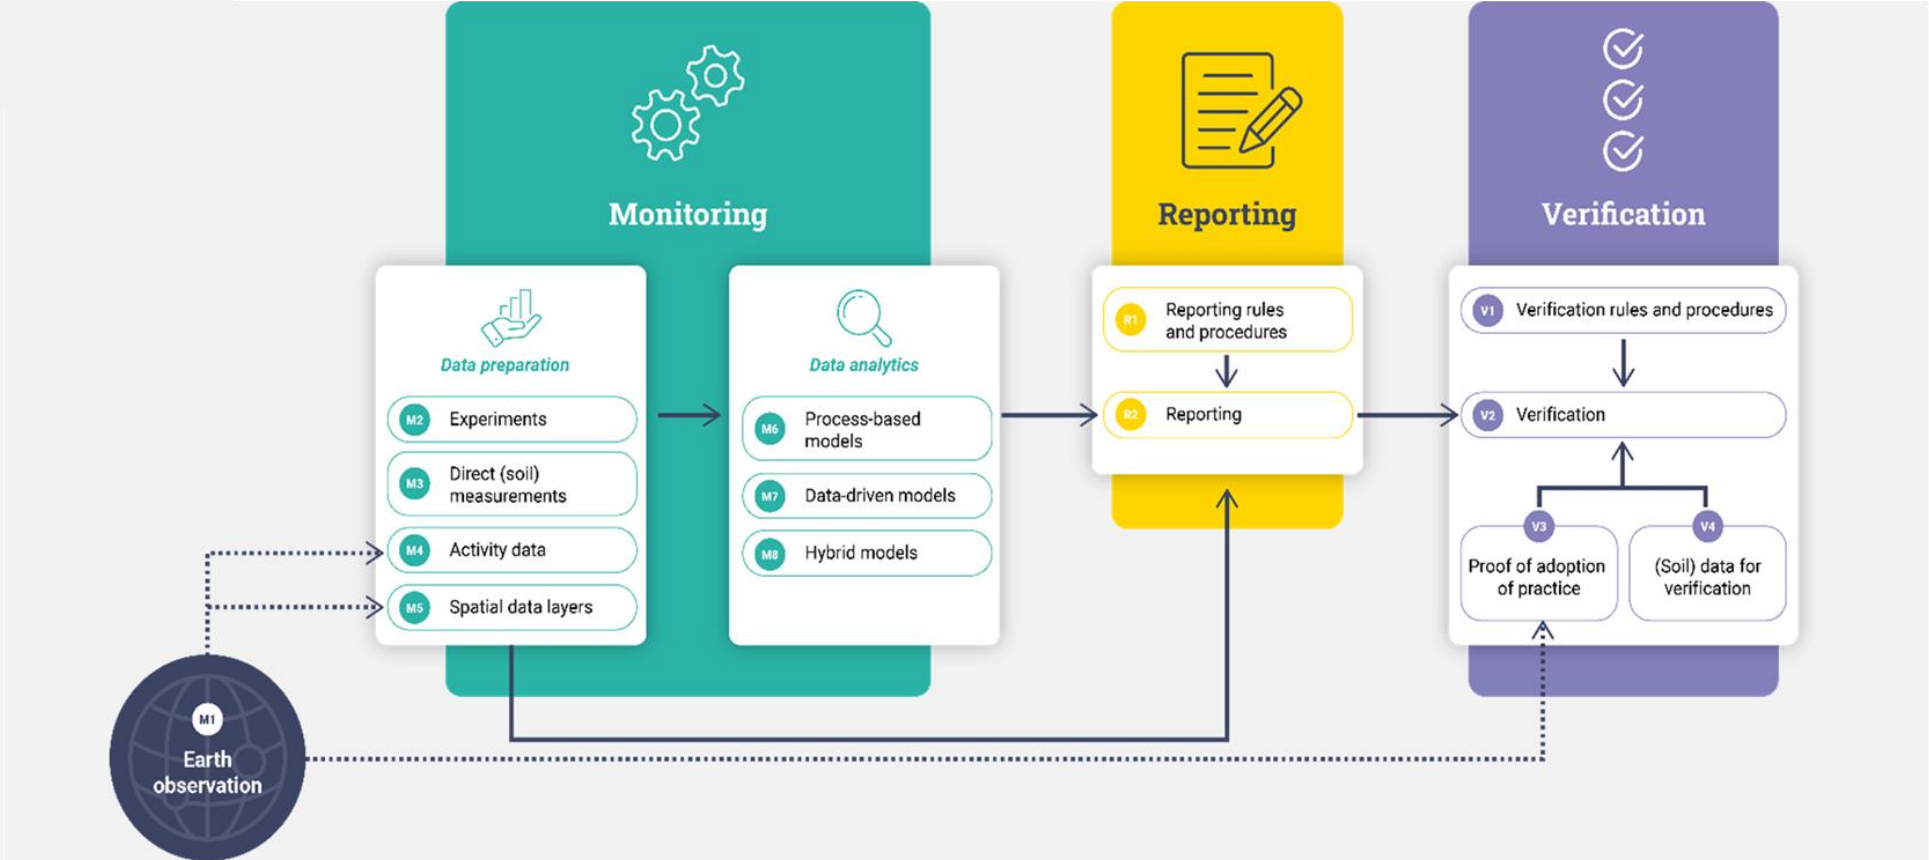 Monitoring
Data preparation
M2 Experiments
M3 Direct (soil)
measurements
M4 Activity data
M5 Spatial data layers
Data analytics
M6 Process-based
models
M7 Data-driven models
M8 Hybrid models
Reporting
R1 Reporting rules
and procedures
R2 Reporting
Verification
V1 Verification rules and procedures
V2 Verification
V3
Proof of adoption
of practice
V4
(Soil) data for
verification
M1
Earth
observation